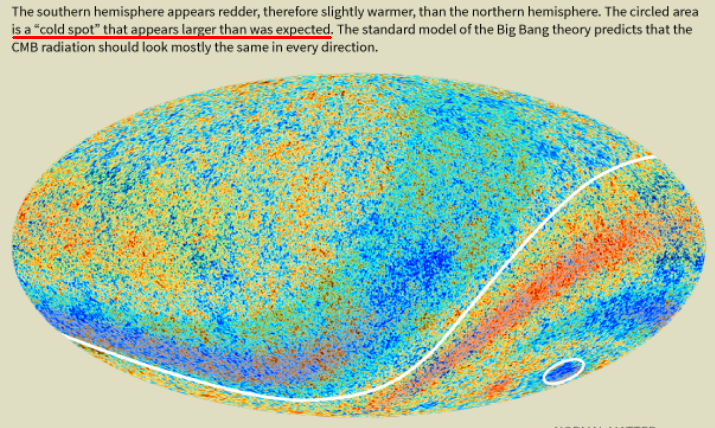 The southern hemisphere appears redder, therefore slightly warmer, than the northern hemisphere. The circled area
is a “cold spot” that appears larger than was expected. The standard model of the Big Bang theory predicts that the
CMB radiation should look mostly the same in every direction.
NORMAL MATTER